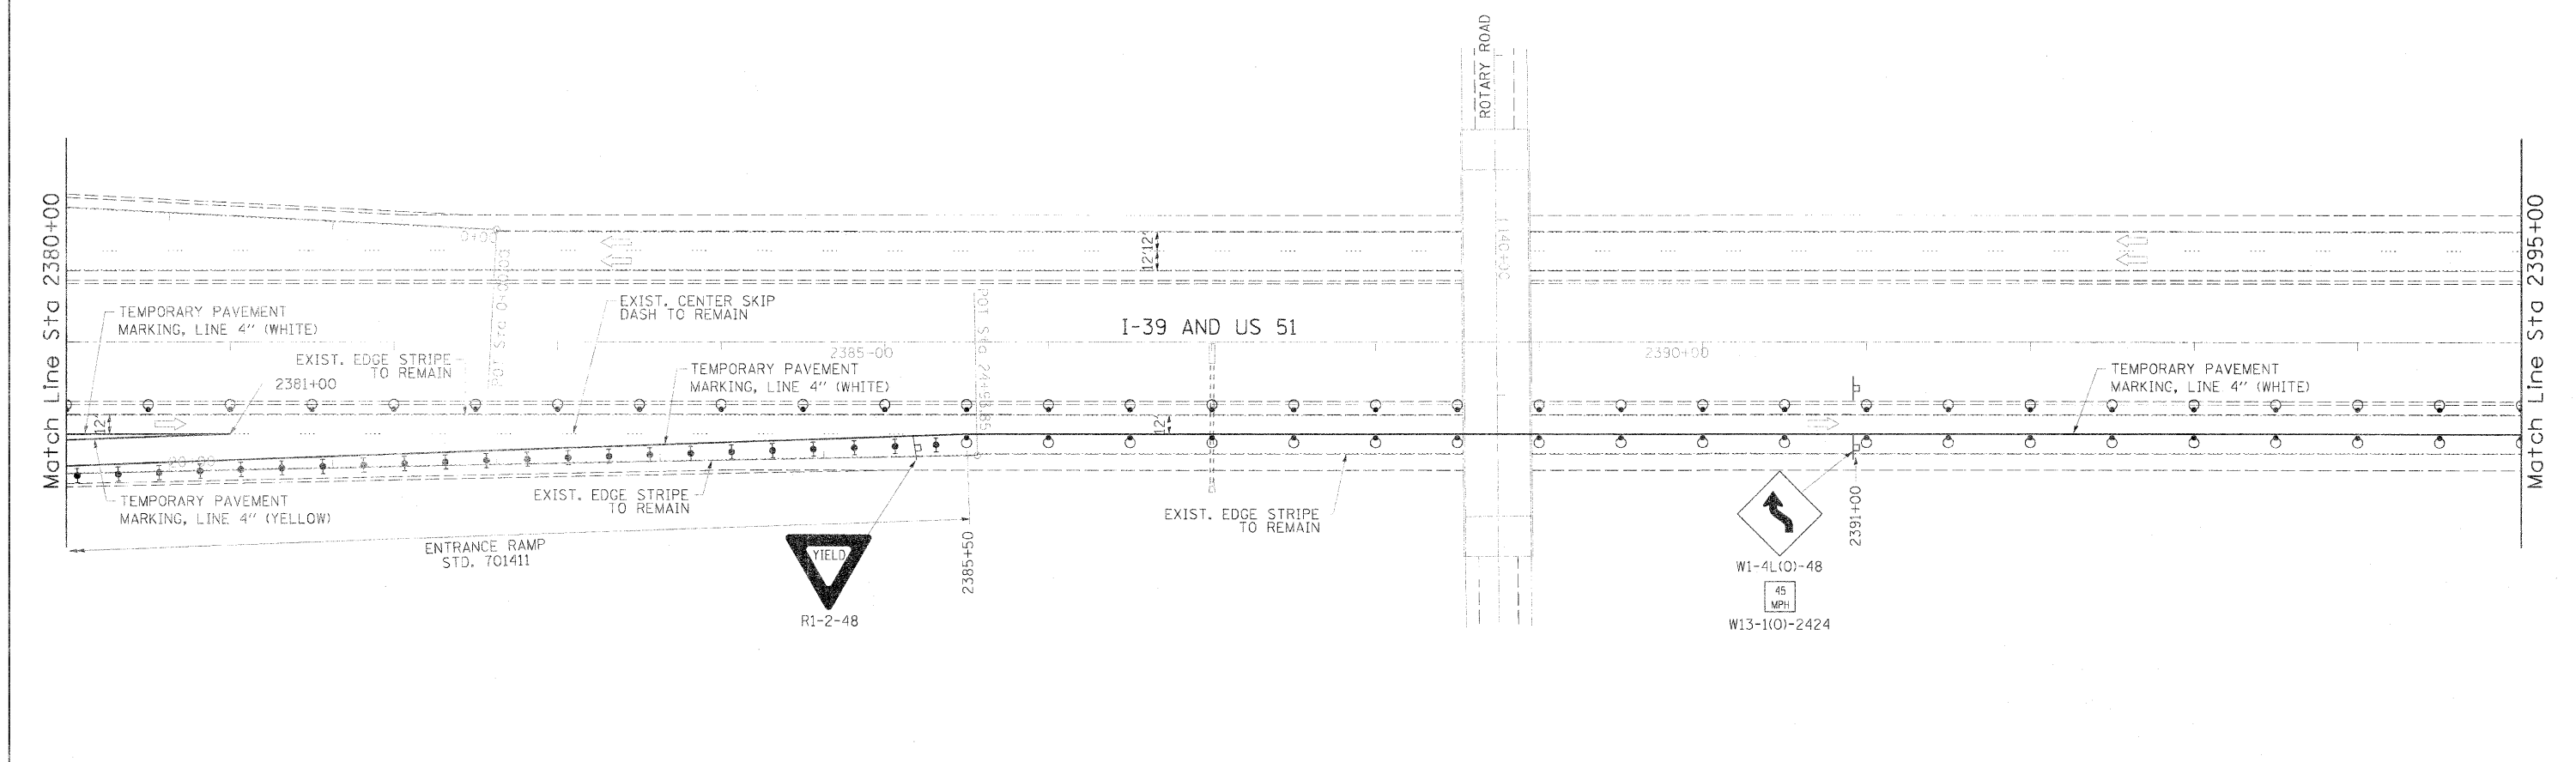 ROTARY ROAD
Match Line Sta 2380+00
Match Line Sta 2395+00
0+00
12'
12'
140+00
TEMPORARY PAVEMENT
MARKING, LINE 4" (WHITE)
EXIST. CENTER SKIP
DASH TO REMAIN
I-39 AND US 51
EXIST. EDGE STRIPE
TO REMAIN
2381+00
2385+00
2390+00
TEMPORARY PAVEMENT
MARKING, LINE 4" (WHITE)
TEMPORARY PAVEMENT
MARKING, LINE 4" (WHITE)
12'
12'
TEMPORARY PAVEMENT
MARKING, LINE 4" (YELLOW)
EXIST. EDGE STRIPE
TO REMAIN
EXIST. EDGE STRIPE
TO REMAIN
ENTRANCE RAMP
STD. 701411
2385+50
2391+00
YIELD
R1-2-48
W1-4L(O)-48
45
MPH
W13-1(O)-2424